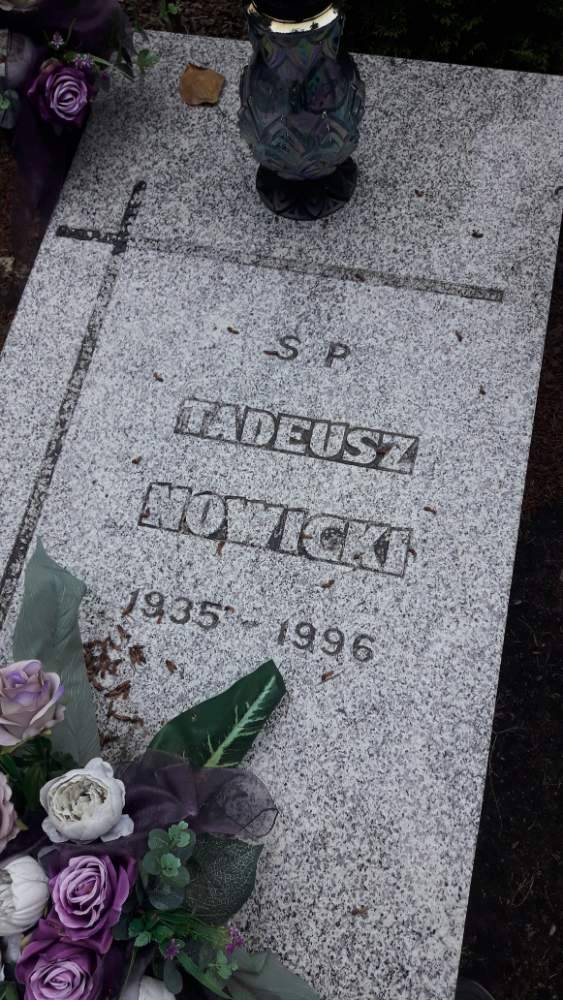 S P
TADEUSZ
NOWICKI
1935 - 1996